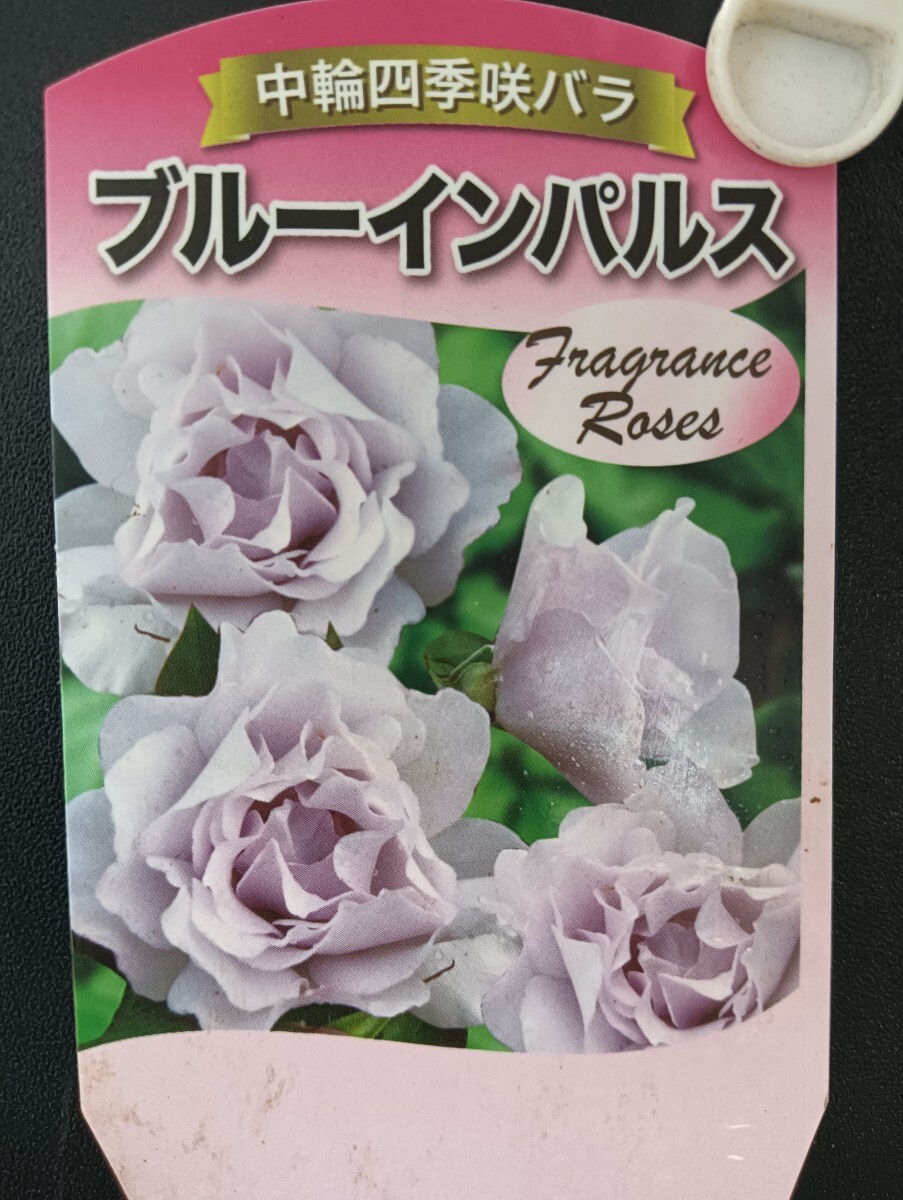 中輪四季咲バラ
ブルーインパルス
Fragrance
Roses